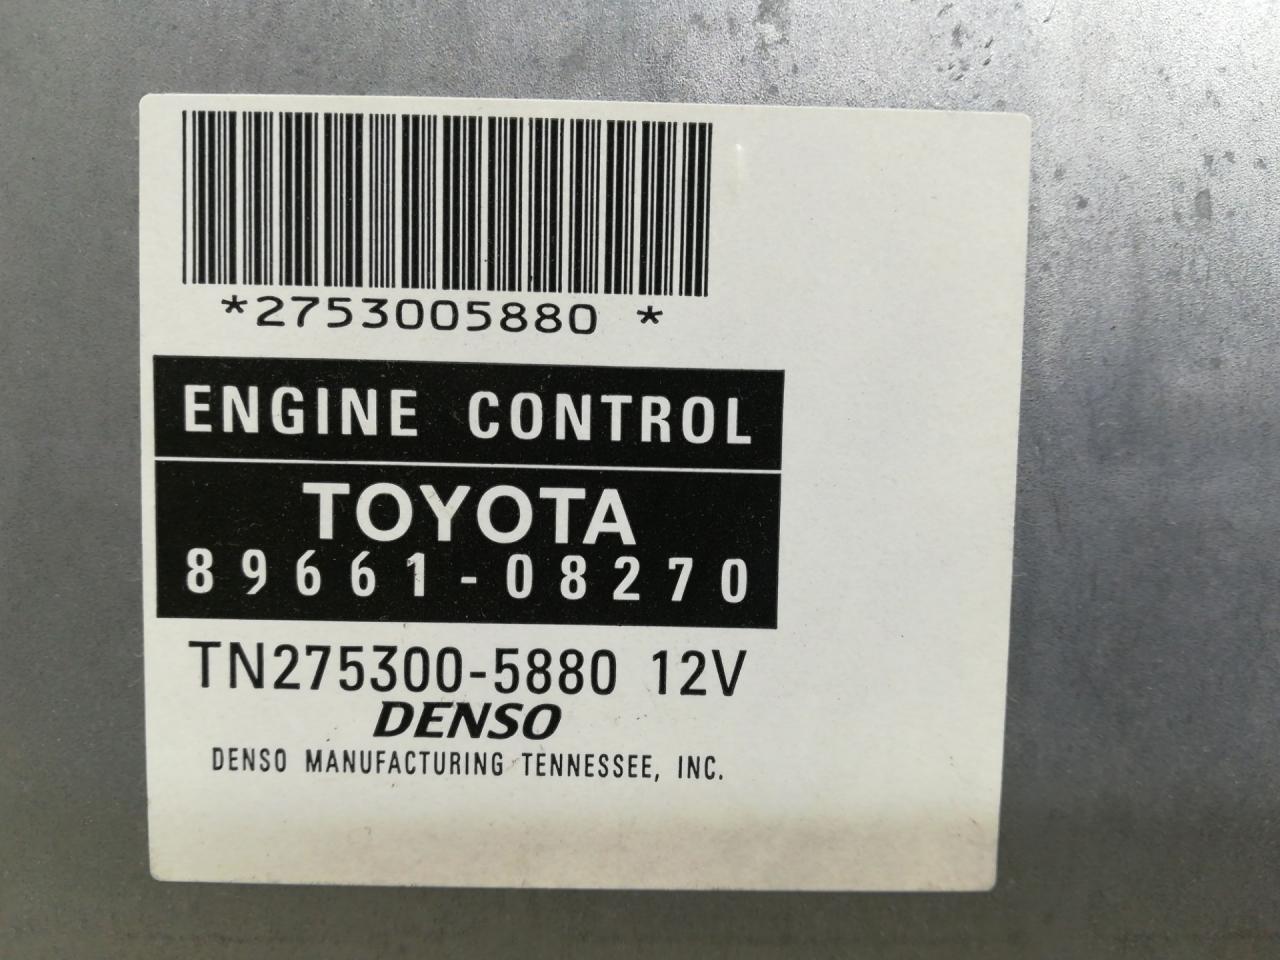 *2753005880 *
ENGINE CONTROL
TOYOTA
89661-08270
TN275300-5880 12V
DENSO
DENSO MANUFACTURING TENNESSEE, INC.